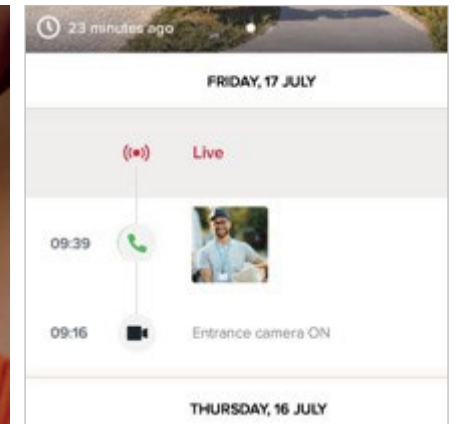 23 minutes ago
FRIDAY, 17 JULY
Live
09:39
09:16 Entrance camera ON
THURSDAY, 16 JULY